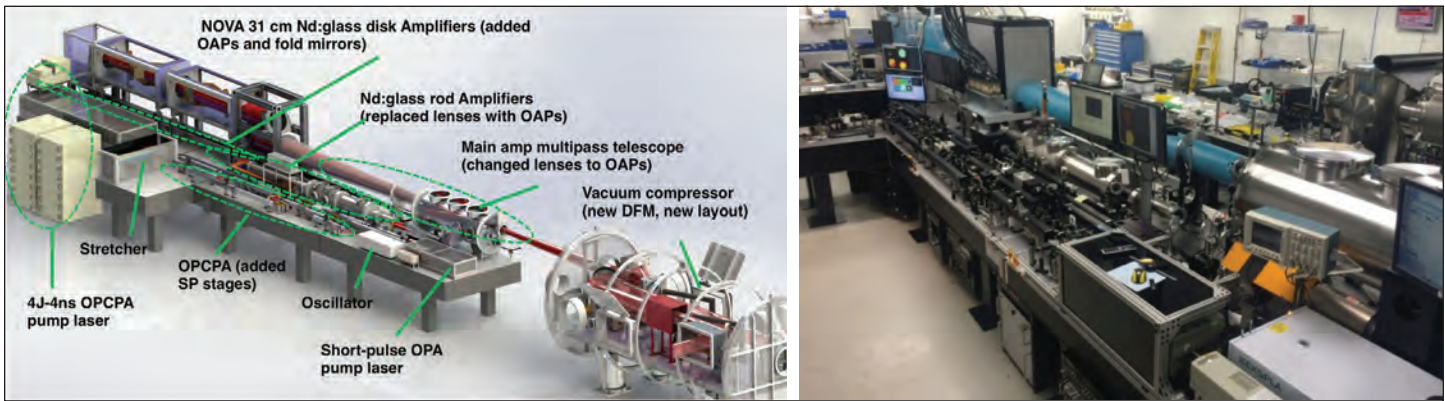 NOVA 31 cm Nd:glass disk Amplifiers (added
OAPs and fold mirrors)
Nd:glass rod Amplifiers
(replaced lenses with OAPs)
Main amp multipass telescope
(changed lenses to OAPs)
Vacuum compressor
(new DFM, new layout)
Stretcher
OPCPA (added
SP stages)
Oscillator
4J-4ns OPCPA
pump laser
Short-pulse OPA
pump laser